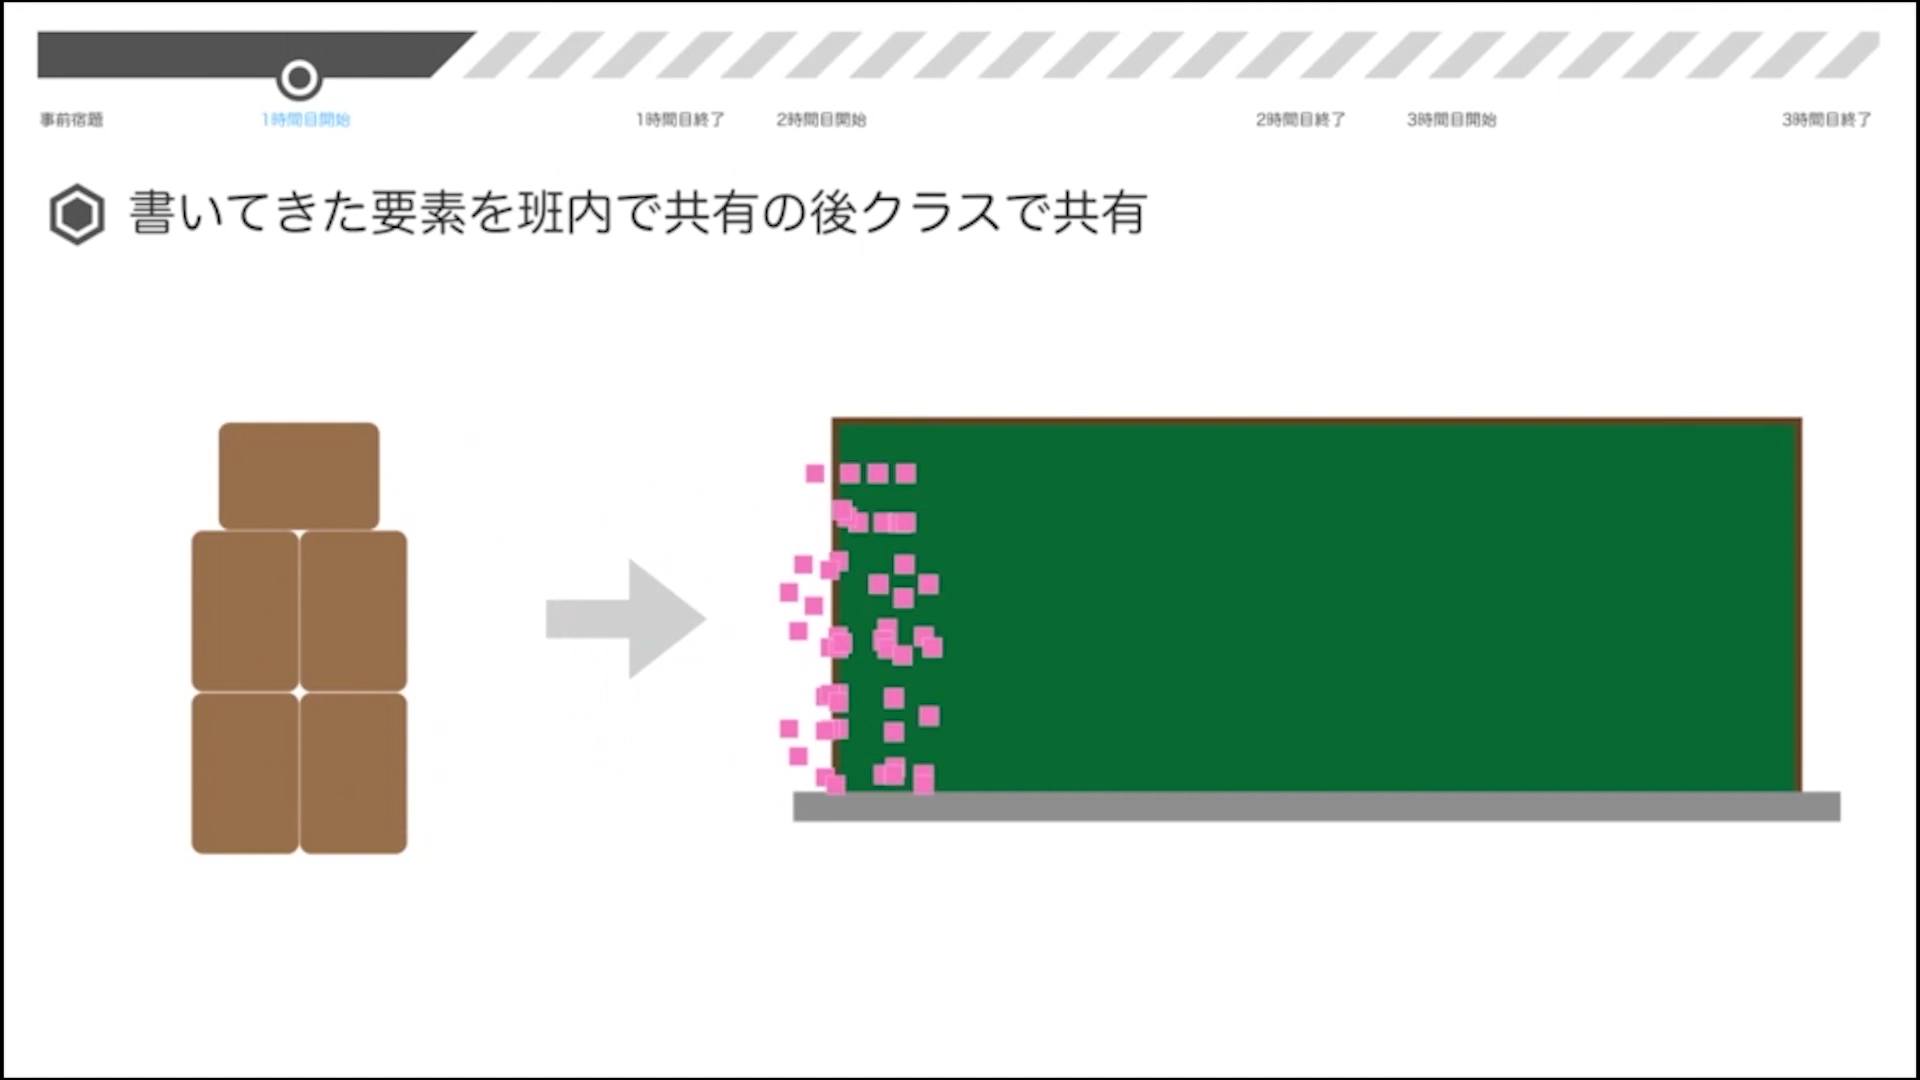 事前宿題
1時間目開始
1時間目終了
2時間目開始
2時間目終了
3時間目開始
3時間目終了
書いてきた要素を班内で共有の後クラスで共有